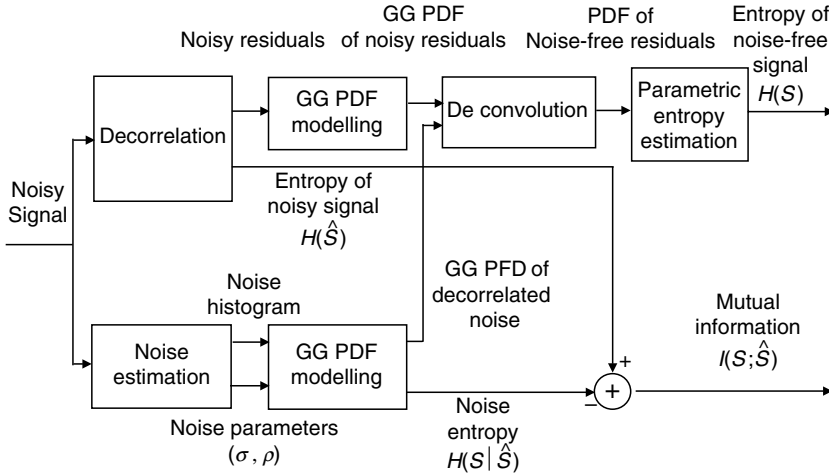 Noisy residuals
GG PDF
of noisy residuals
PDF of
Noise-free residuals
Entropy
of
noise-free
signal
H(S)
Decorrelation
GG PDF
modelling
De convolution
Parametric
entropy
estimation
Noisy
Signal
Entropy of
noisy signal
H(Ŝ)
GG PFD of
decorrelated
noise
Noise
histogram
Mutual
information
I(S;Ŝ)
Noise
estimation
GG PDF
modelling
+
+
−
Noise parameters
(σ, ρ)
Noise
entropy
H(S|Ŝ)